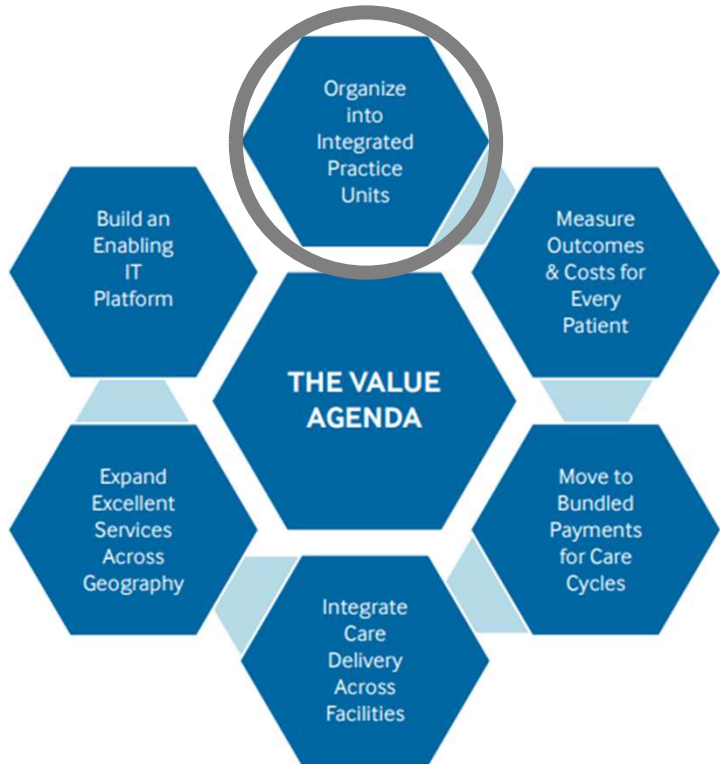 Organize
into
Integrated
Practice
Units
Measure
Outcomes
& Costs for
Every
Patient
Move to
Bundled
Payments
for Care
Cycles
Integrate
Care
Delivery
Across
Facilities
Expand
Excellent
Services
Across
Geography
Build an
Enabling
IT
Platform
THE VALUE
AGENDA